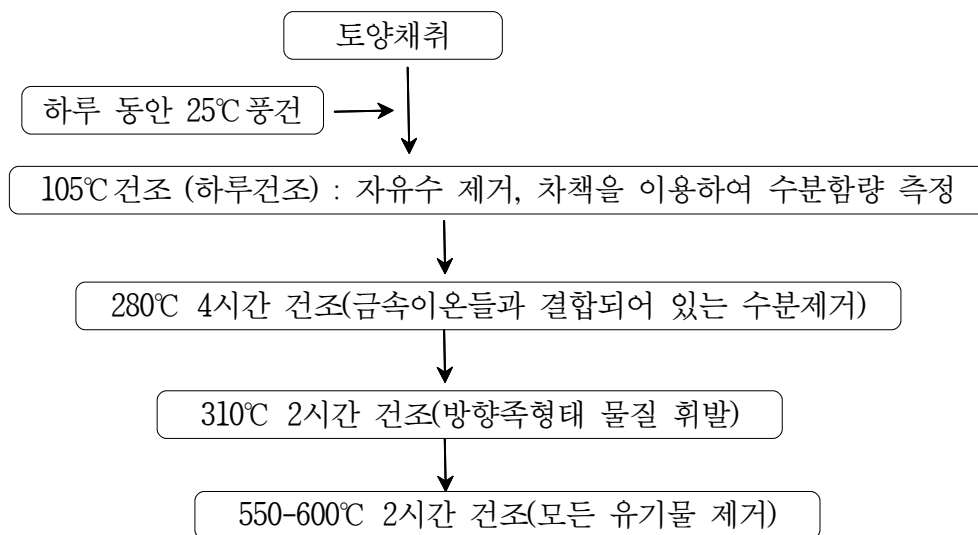 토양채취
하루 동안 25℃풍건
105℃건조 (하루건조) : 자유수 제거, 차책을 이용하여 수분함량 측정
280℃ 4시간 건조(금속이온들과 결합되어 있는 수분제거)
310℃ 2시간 건조(방향족형태 물질 휘발)
550-600℃ 2시간 건조(모든 유기물 제거)